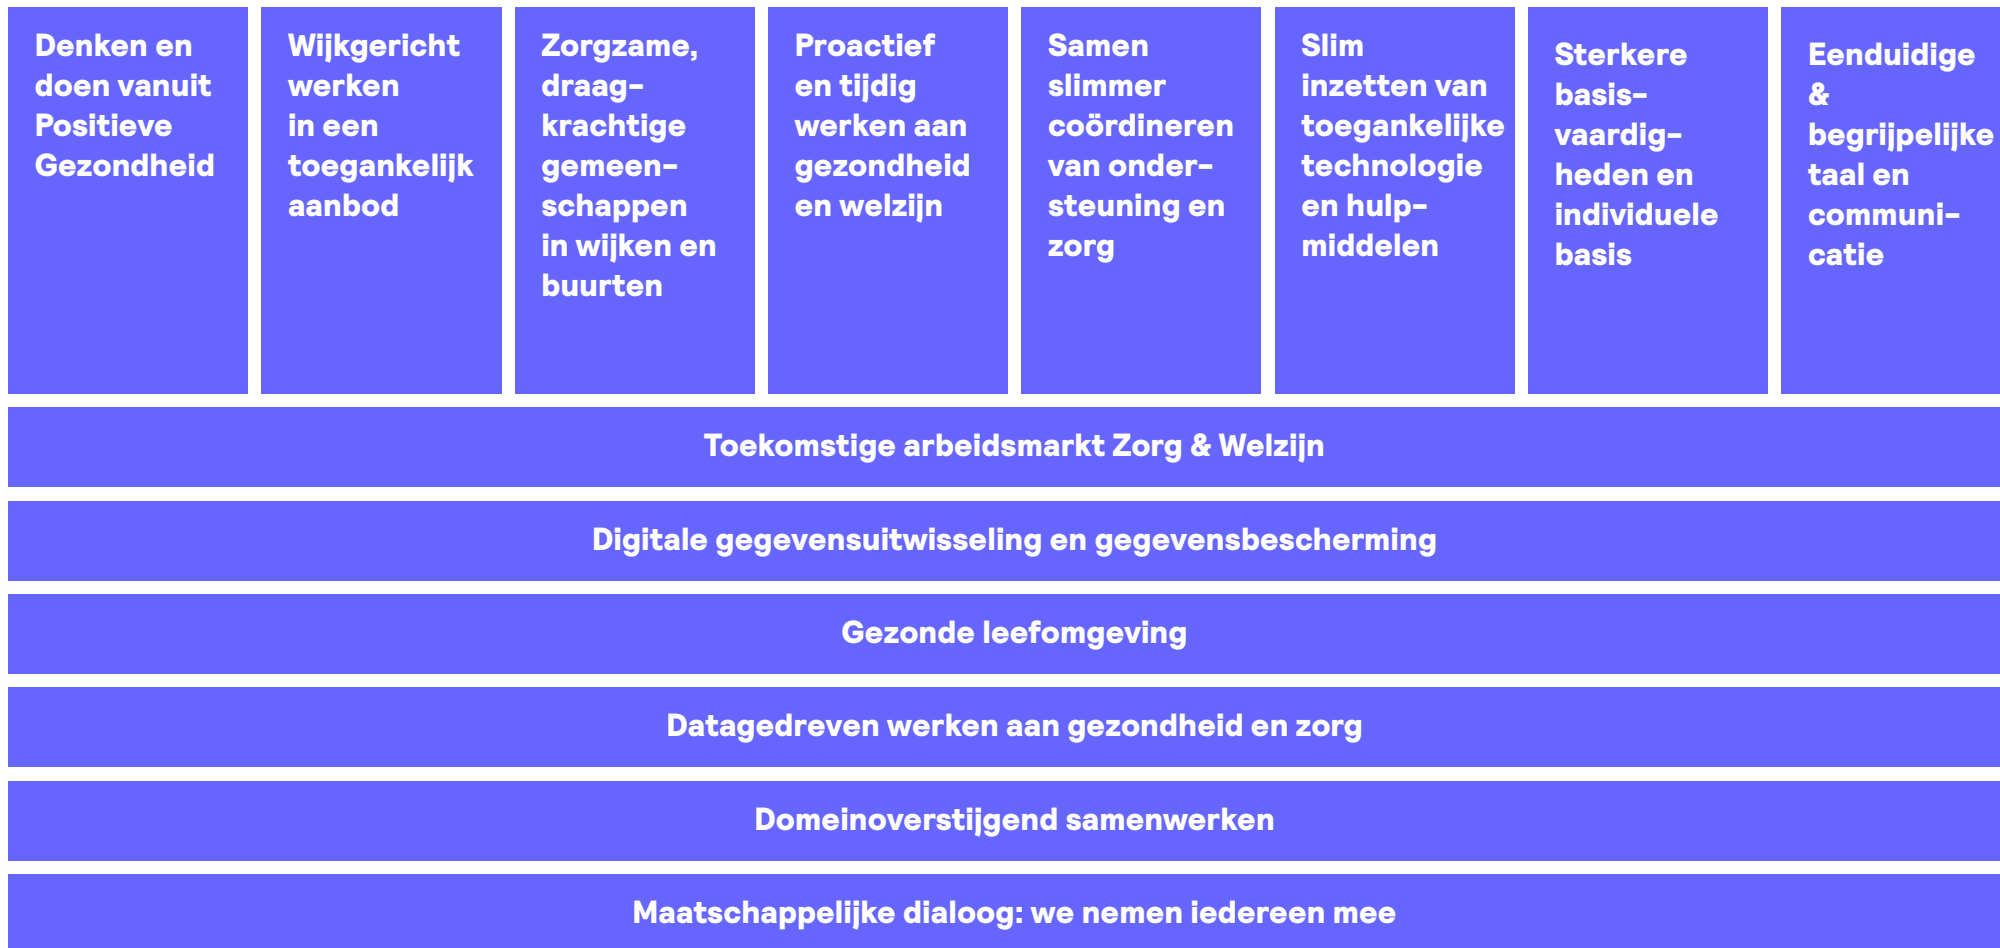 Denken en
doen vanuit
Positieve
Gezondheid
Wijkgericht
werken
in een
toegankelijk
aanbod
Zorgzame,
draag-
krachtige
gemeen-
schappen
in wijken en
buurten
Proactief
en tijdig
werken aan
gezondheid
en welzijn
Samen
slimmer
coördineren
van onder-
steuning en
zorg
Slim
inzetten van
toegankelijke
technologie
en hulp-
middelen
Sterkere
basis-
vaardig-
heden en
individuele
basis
Eenduidige
&
begrijpelijke
taal en
communi-
catie
Toekomstige arbeidsmarkt Zorg & Welzijn
Digitale gegevensuitwisseling en gegevensbescherming
Gezonde leefomgeving
Datagedreven werken aan gezondheid en zorg
Domeinoverstijgend samenwerken
Maatschappelijke dialoog: we nemen iedereen mee